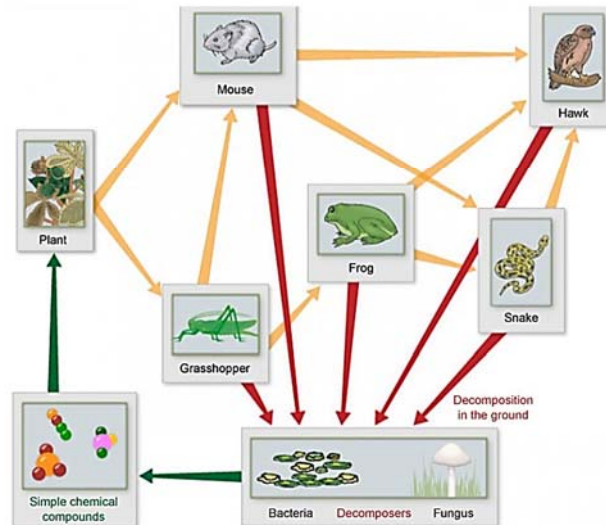 Mouse
Hawk
Plant
Frog
Snake
Grasshopper
Decomposition
in the ground
Simple chemical
compounds
Bacteria Decomposers Fungus